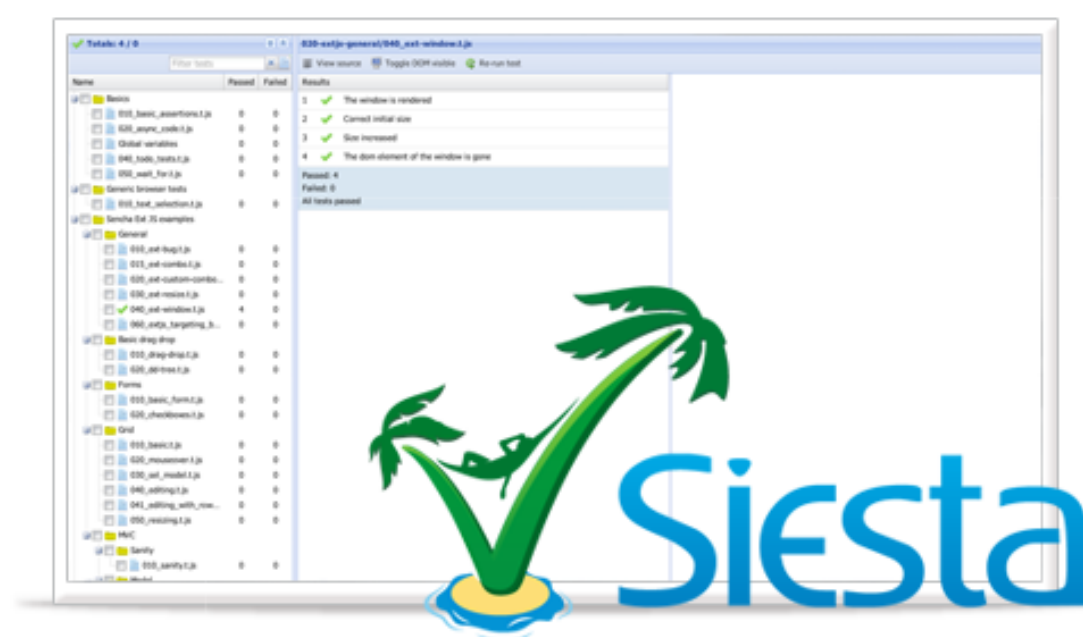 Totals: 4 / 0
Filter tests
Name Passed Failed
Basics
010_basic_assertions.t.js 0 0
020_async_code.t.js 0 0
Global variables 0 0
040_todo_tests.t.js 0 0
050_wait_for.t.js 0 0
Generic browser tests
010_text_selection.t.js 0 0
Sencha Ext JS examples
General
010_ext-bug.t.js 0 0
015_ext-combo.t.js 0 0
020_ext-custom-combo... 0 0
030_ext-resize.t.js 0 0
040_ext-window.t.js 4 0
060_extjs_targeting_b... 0 0
Basic drag drop
010_drag-drop.t.js 0 0
020_dd-tree.t.js 0 0
Forms
010_basic_form.t.js 0 0
020_checkboxes.t.js 0 0
Grid
010_basic.t.js 0 0
020_mouseover.t.js 0 0
030_sel_model.t.js 0 0
040_editing.t.js 0 0
041_editing_with_row... 0 0
050_resizing.t.js 0 0
MVC
Sanity
010_sanity.t.js 0 0
Model
020-extjs-general/040_ext-window.t.js
View source Toggle DOM visible Re-run test
Results
1 The window is rendered
2 Correct initial size
3 Size increased
4 The dom element of the window is gone
Passed: 4
Failed: 0
All tests passed
Siesta